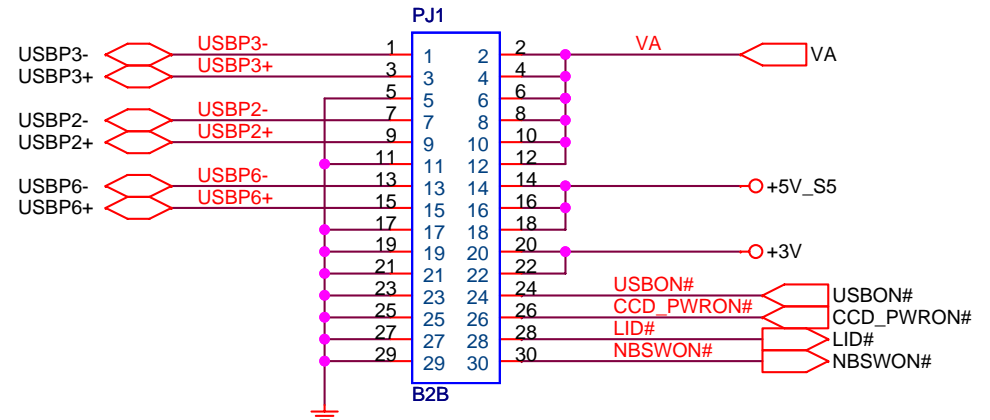 PJ1
USBP3- USBP3- 1 1 2 2 VA VA
USBP3+ USBP3+ 3 3 4 4
5 5 6 6
USBP2- USBP2- 7 7 8 8
USBP2+ USBP2+ 9 9 10 10
11 11 12 12
USBP6- USBP6- 13 13 14 14 +5V_S5
USBP6+ USBP6+ 15 15 16 16
17 17 18 18
19 19 20 20 +3V
21 21 22 22
23 23 24 24 USBON# USBON#
25 25 26 26 CCD_PWRON# CCD_PWRON#
27 27 28 28 LID# LID#
29 29 30 30 NBSWON# NBSWON#
B2B